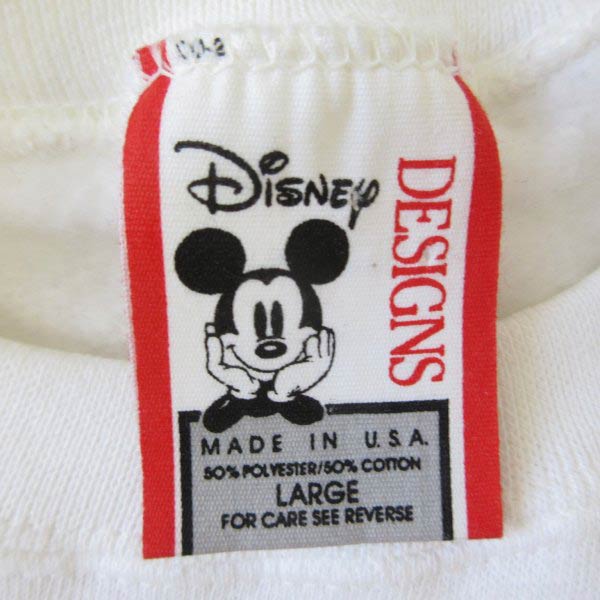 Disney
DESIGNS
MADE IN U.S.A.
50% POLYESTER/50% COTTON
LARGE
FOR CARE SEE REVERSE